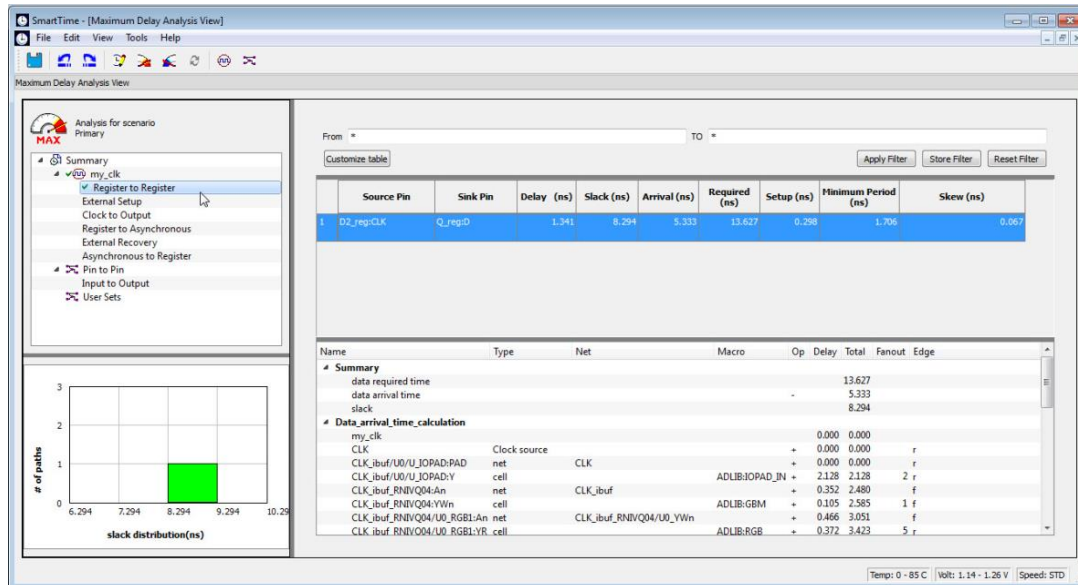 SmartTime - [Maximum Delay Analysis View]
File Edit View Tools Help
Maximum Delay Analysis View
MAX
Analysis for scenario
Primary
Summary
my_clk
Register to Register
External Setup
Clock to Output
Register to Asynchronous
External Recovery
Asynchronous to Register
Pin to Pin
Input to Output
User Sets
3
2
1
0
# of paths
6.294 7.294 8.294 9.294 10.29
slack distribution(ns)
From * TO *
Customize table Apply Filter Store Filter Reset Filter
Source Pin Sink Pin Delay (ns) Slack (ns) Arrival (ns) Required (ns) Setup (ns) Minimum Period (ns) Skew (ns)
1 D2_reg:CLK Q_reg:D 1.341 8.294 5.333 13.627 0.298 1.706 0.067
Name Type Net Macro Op Delay Total Fanout Edge
Summary
data required time 13.627
data arrival time - 5.333
slack 8.294
Data_arrival_time_calculation
my_clk 0.000 0.000
CLK Clock source + 0.000 0.000 r
CLK_ibuf/U0/U_IOPAD:PAD net CLK + 0.000 0.000 r
CLK_ibuf/U0/U_IOPAD:Y cell ADLIB:IOPAD_IN + 2.128 2.128 2 r
CLK_ibuf_RNIVQ04:An net CLK_ibuf + 0.352 2.480 f
CLK_ibuf_RNIVQ04:YWn cell ADLIB:GBM + 0.105 2.585 1 f
CLK_ibuf_RNIVQ04/U0_RGB1:An net CLK_ibuf_RNIVQ04/U0_YWn + 0.466 3.051 f
CLK_ibuf_RNIVQ04/U0_RGB1:YR cell ADLIB:RGB + 0.372 3.423 5 r
Temp: 0 - 85 C Volt: 1.14 - 1.26 V Speed: STD